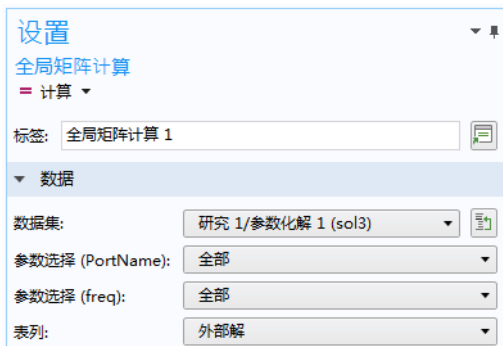 设置
全局矩阵计算
= 计算
标签: 全局矩阵计算 1
数据
数据集: 研究 1/参数化解 1 (sol3)
参数选择 (PortName): 全部
参数选择 (freq): 全部
表列: 外部解